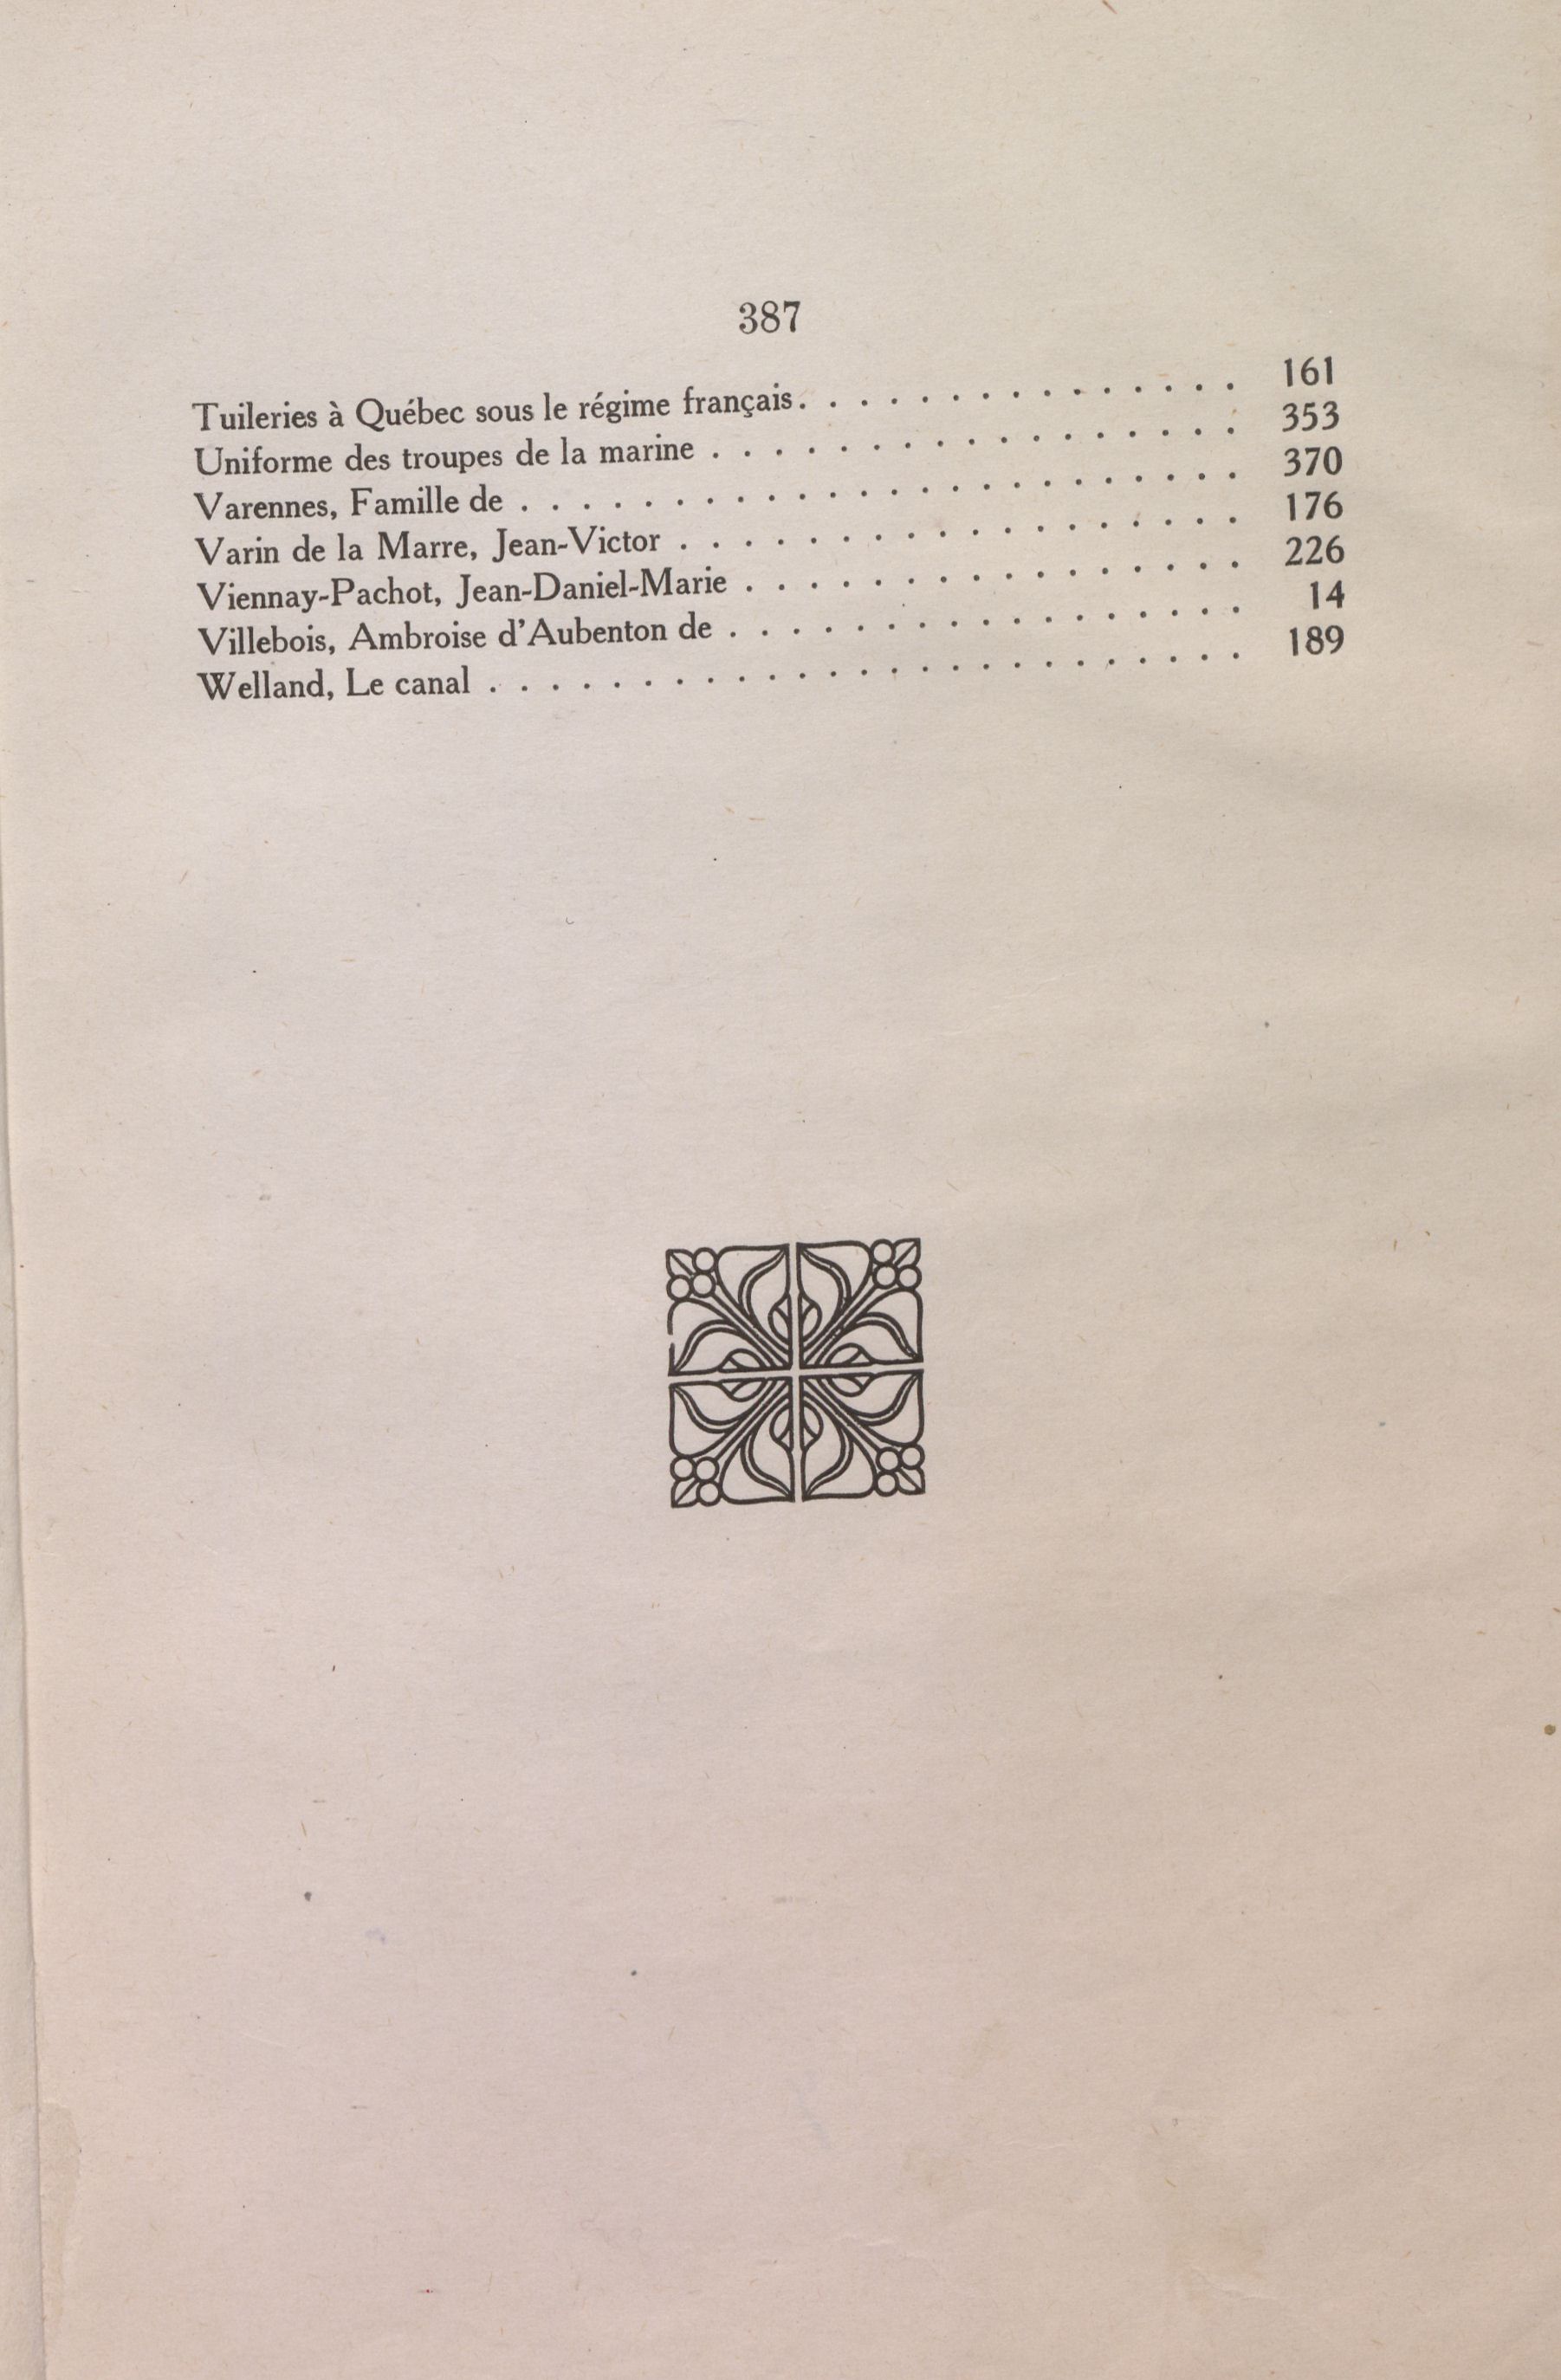 387
Tuileries à Québec sous le régime français. . . . . . . . . . . . . . . 161
Uniforme des troupes de la marine . . . . . . . . . . . . . . . . . 353
Varennes, Famille de . . . . . . . . . . . . . . . . . . . . . . . 370
Varin de la Marre, Jean-Victor . . . . . . . . . . . . . . . . . . 176
Viennay-Pachot, Jean-Daniel-Marie . . . . . . . . . . . . . . . . 226
Villebois, Ambroise d'Aubenton de . . . . . . . . . . . . . . . . . 14
Welland, Le canal . . . . . . . . . . . . . . . . . . . . . . . . 189